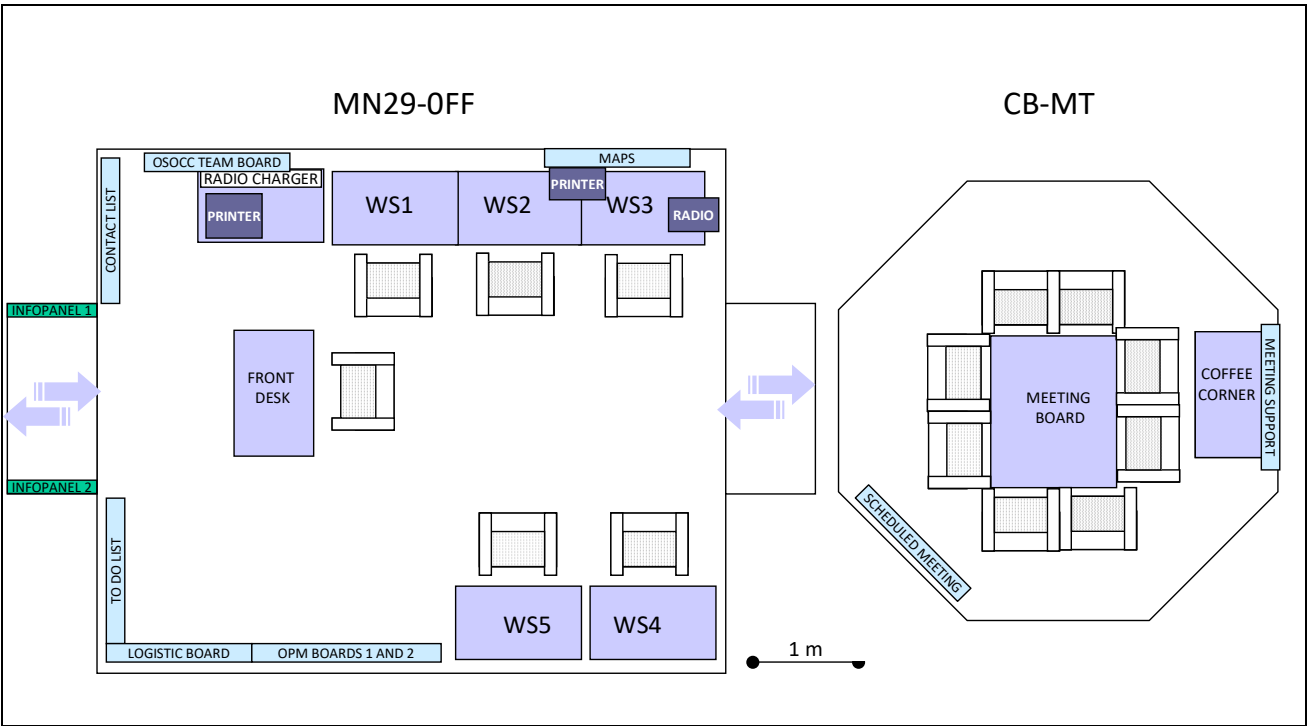 MN29-0FF
CB-MT
OSOCC TEAM BOARD
MAPS
RADIO CHARGER
PRINTER
CONTACT LIST
PRINTER
WS1
WS2
WS3
RADIO
INFOPANEL 1
FRONT
DESK
MEETING
BOARD
COFFEE
CORNER
MEETING SUPPORT
INFOPANEL 2
SCHEDULED MEETING
TO DO LIST
WS5
WS4
LOGISTIC BOARD
OPM BOARDS 1 AND 2
1 m